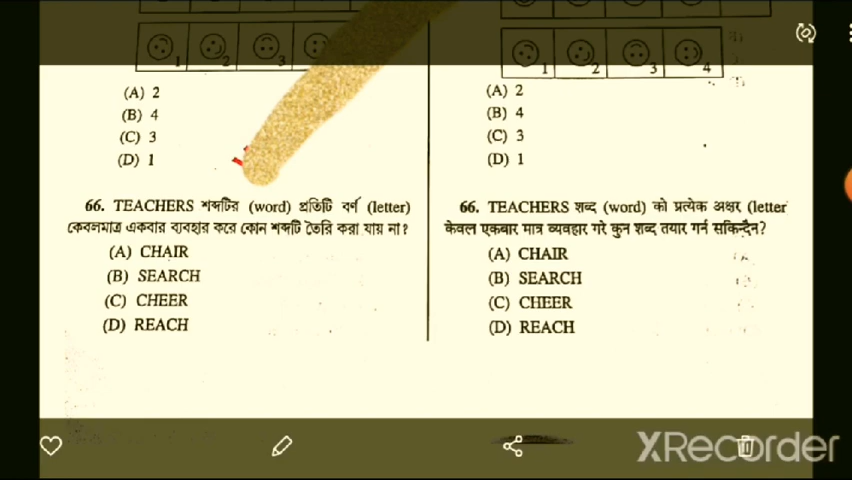 1 2 3
(A) 2
(B) 4
(C) 3
(D) 1
66. TEACHERS শব্দটির (word) প্রতিটি বর্ণ (letter)
কেবলমাত্র একবার ব্যবহার করে কোন শব্দটি তৈরি করা যায় না?
(A) CHAIR
(B) SEARCH
(C) CHEER
(D) REACH
1 2 3 4
(A) 2
(B) 4
(C) 3
(D) 1
66. TEACHERS शब्द (word) को प्रत्येक अक्षर (letter
केवल एकबार मात्र व्यवहार गरे कुन शब्द तयार गर्न सकिन्दैन?
(A) CHAIR
(B) SEARCH
(C) CHEER
(D) REACH
XRecorder